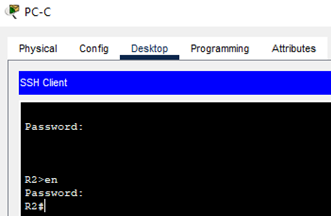 PC-C
Physical Config Desktop Programming Attributes
SSH Client
Password:
R2>en
Password:
R2#